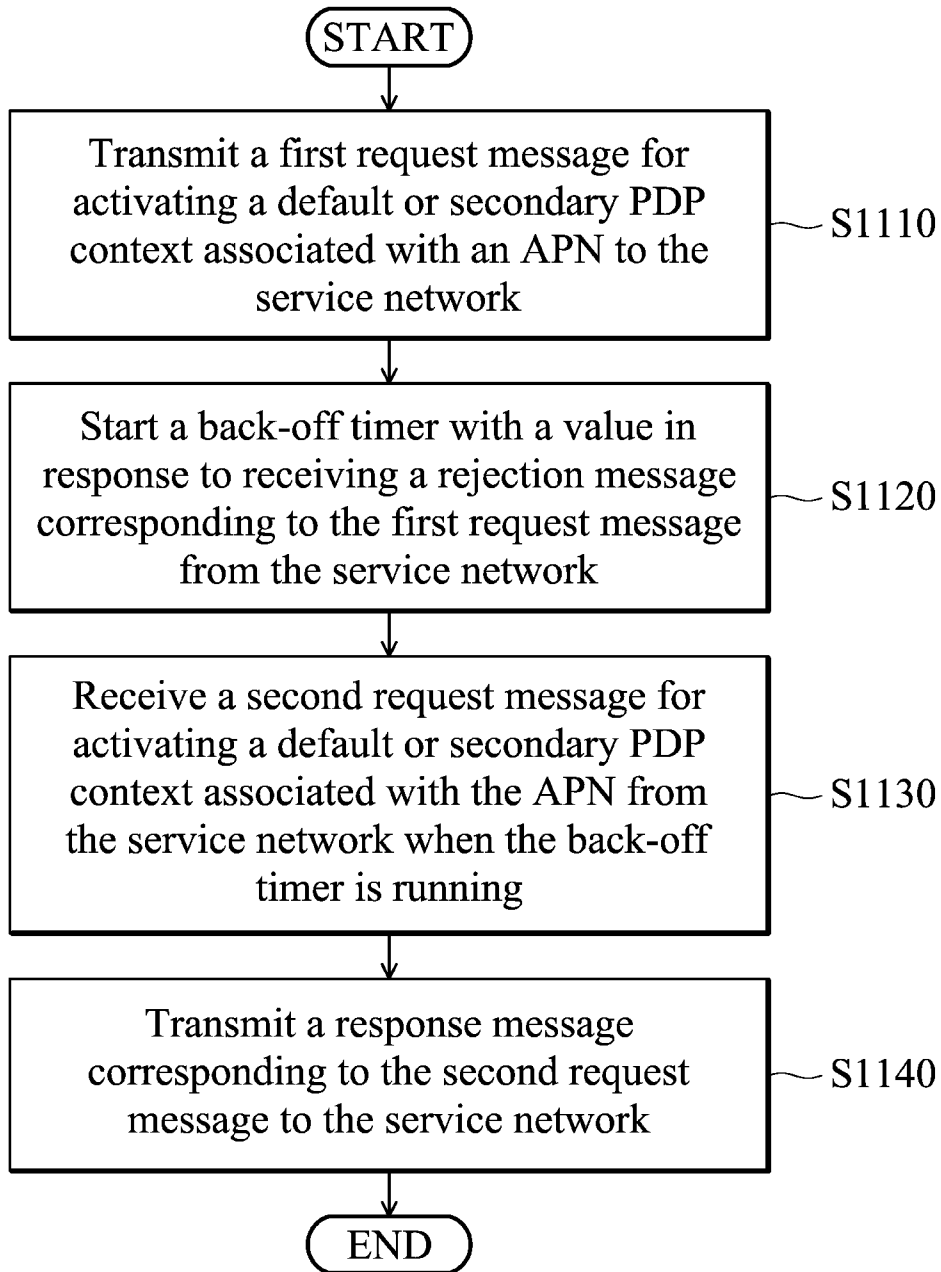 START
Transmit a first request message for
activating a default or secondary PDP
context associated with an APN to the
service network
S1110
Start a back-off timer with a value in
response to receiving a rejection message
corresponding to the first request message
from the service network
S1120
Receive a second request message for
activating a default or secondary PDP
context associated with the APN from
the service network when the back-off
timer is running
S1130
Transmit a response message
corresponding to the second request
message to the service network
S1140
END